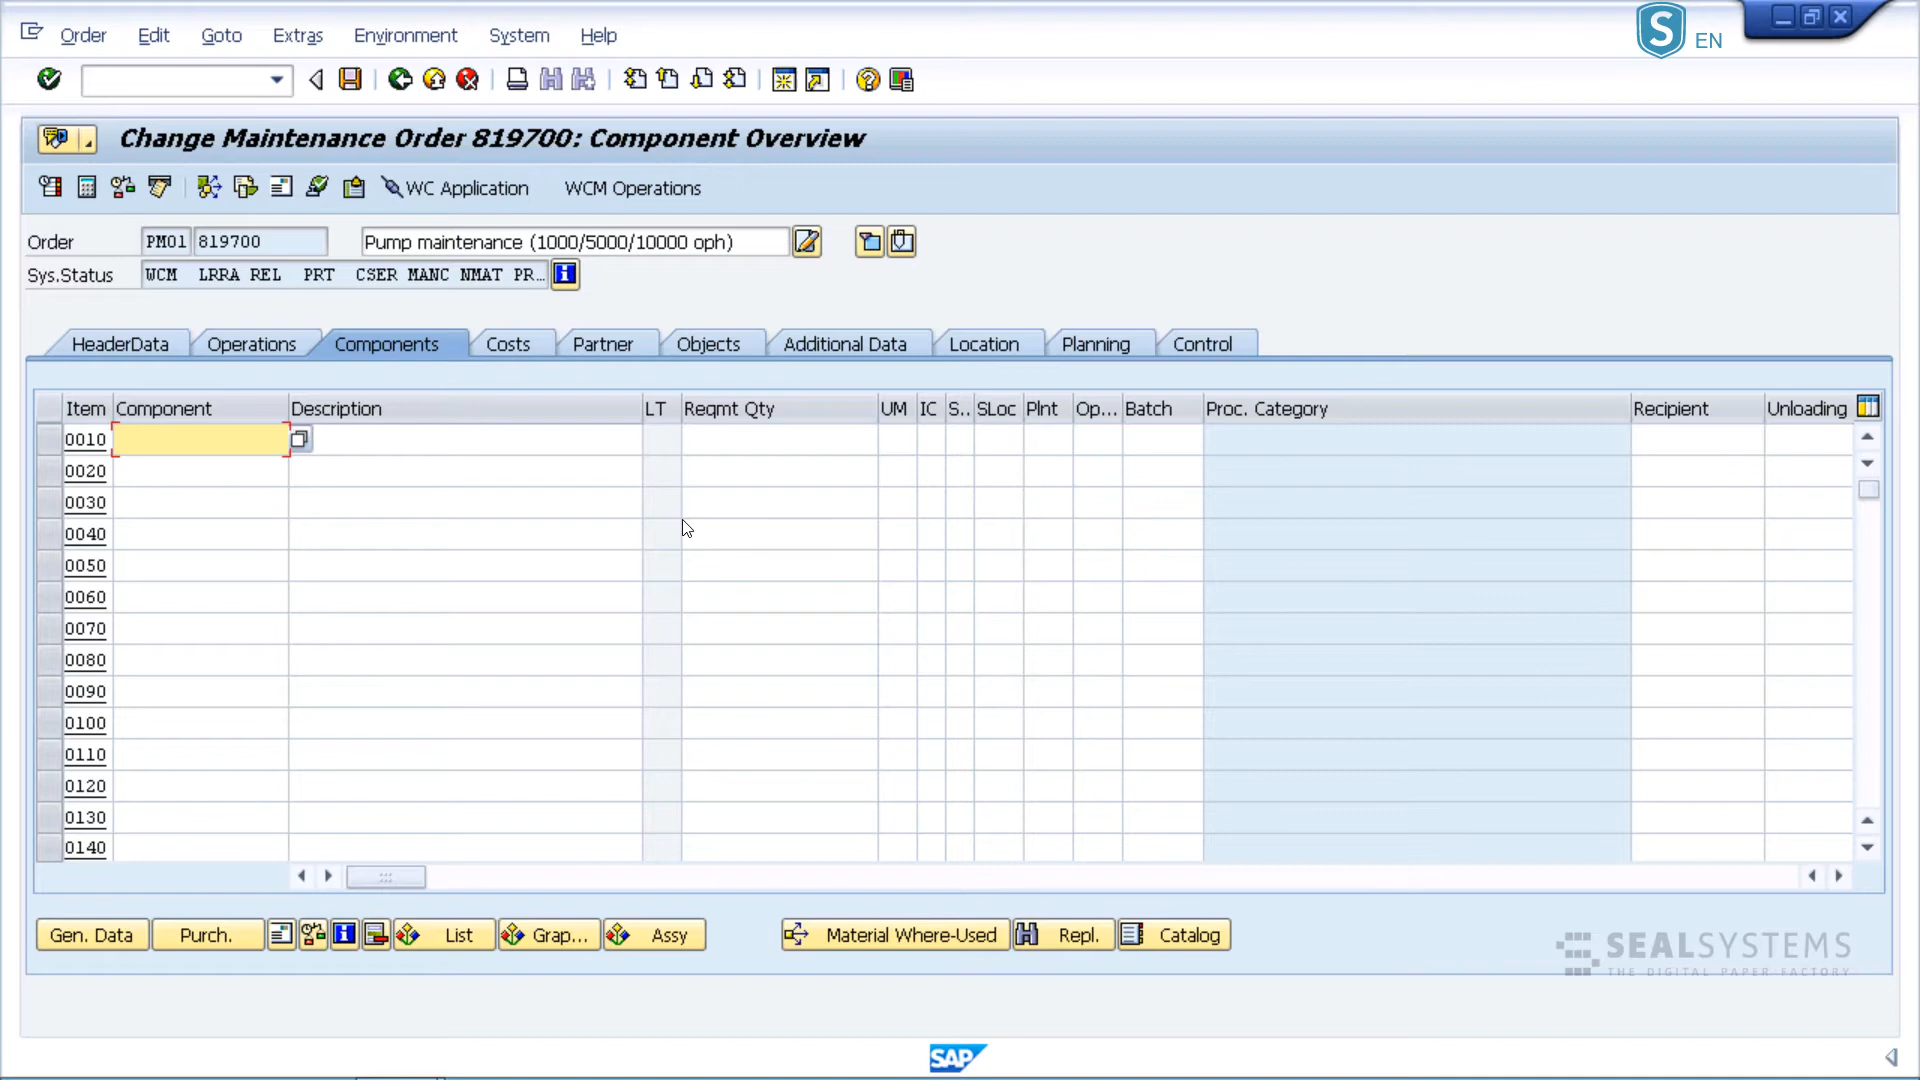 Order Edit Goto Extras Environment System Help
S EN
Change Maintenance Order 819700: Component Overview
WC Application WCM Operations
Order PM01 819700 Pump maintenance (1000/5000/10000 oph)
Sys.Status WCM LRRA REL PRT CSER MANC NMAT PR...
HeaderData Operations Components Costs Partner Objects Additional Data Location Planning Control
Item Component Description LT Reqmt Qty UM IC S.. SLoc Plnt Op... Batch Proc. Category Recipient Unloading
0010
0020
0030
0040
0050
0060
0070
0080
0090
0100
0110
0120
0130
0140
Gen. Data Purch. List Grap... Assy Material Where-Used Repl. Catalog
SEALSYSTEMS
THE DIGITAL PAPER FACTORY
SAP